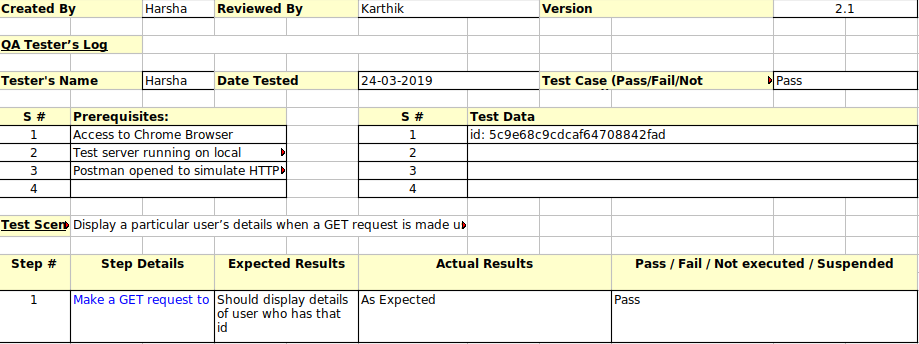 Created By Harsha Reviewed By Karthik Version 2.1
QA Tester’s Log
Tester's Name Harsha Date Tested 24-03-2019 Test Case (Pass/Fail/Not Pass
S # Prerequisites: S # Test Data
1 Access to Chrome Browser 1 id: 5c9e68c9cdcaf64708842fad
2 Test server running on local 2
3 Postman opened to simulate HTTP 3
4 4
Test Scen Display a particular user’s details when a GET request is made u
Step # Step Details Expected Results Actual Results Pass / Fail / Not executed / Suspended
1 Make a GET request to Should display details As Expected Pass
of user who has that
id